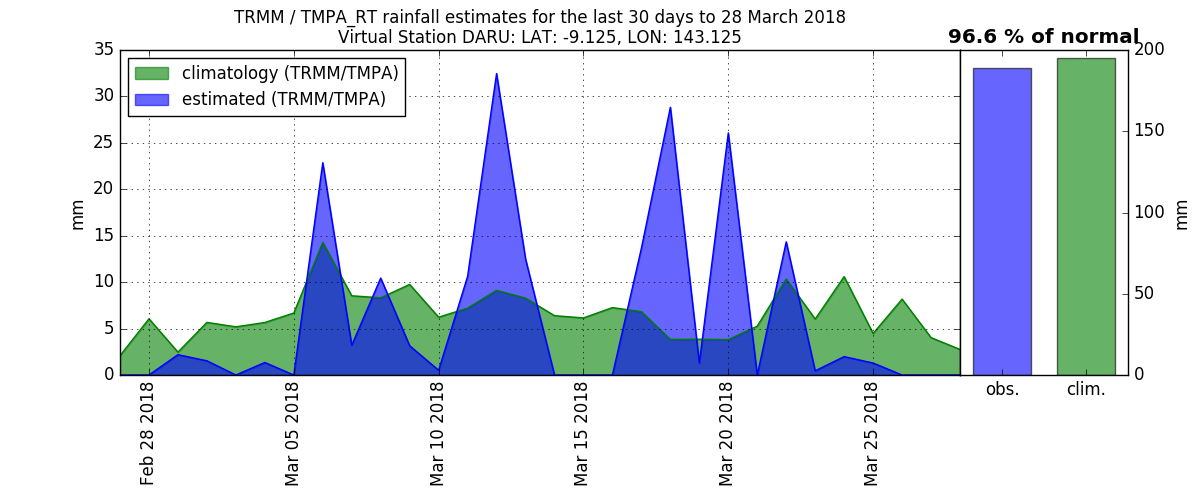 TRMM / TMPA_RT rainfall estimates for the last 30 days to 28 March 2018
Virtual Station DARU: LAT: -9.125, LON: 143.125
96.6 % of normal
climatology (TRMM/TMPA)
estimated (TRMM/TMPA)
35
30
25
20
15
10
5
0
mm
Feb 28 2018
Mar 05 2018
Mar 10 2018
Mar 15 2018
Mar 20 2018
Mar 25 2018
200
150
100
50
0
mm
obs.
clim.